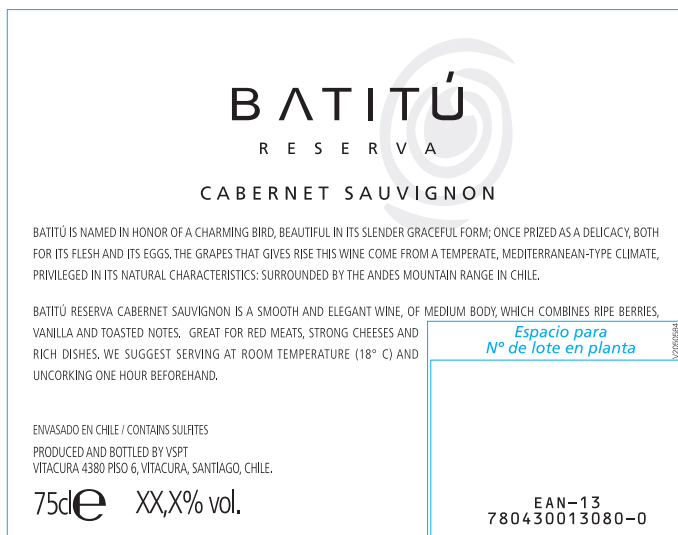 BATITÚ
RESERVA
CABERNET SAUVIGNON
BATITÚ IS NAMED IN HONOR OF A CHARMING BIRD, BEAUTIFUL IN ITS SLENDER GRACEFUL FORM; ONCE PRIZED AS A DELICACY, BOTH
FOR ITS FLESH AND ITS EGGS. THE GRAPES THAT GIVES RISE THIS WINE COME FROM A TEMPERATE, MEDITERRANEAN-TYPE CLIMATE,
PRIVILEGED IN ITS NATURAL CHARACTERISTICS: SURROUNDED BY THE ANDES MOUNTAIN RANGE IN CHILE.
BATITÚ RESERVA CABERNET SAUVIGNON IS A SMOOTH AND ELEGANT WINE, OF MEDIUM BODY, WHICH COMBINES RIPE BERRIES,
VANILLA AND TOASTED NOTES. GREAT FOR RED MEATS, STRONG CHEESES AND
RICH DISHES. WE SUGGEST SERVING AT ROOM TEMPERATURE (18° C) AND
UNCORKING ONE HOUR BEFOREHAND.
Espacio para
Nº de lote en planta
V2050584
ENVASADO EN CHILE / CONTAINS SULFITES
PRODUCED AND BOTTLED BY VSPT
VITACURA 4380 PISO 6, VITACURA, SANTIAGO, CHILE.
75cl e XX,X% vol.
EAN-13
780430013080-0